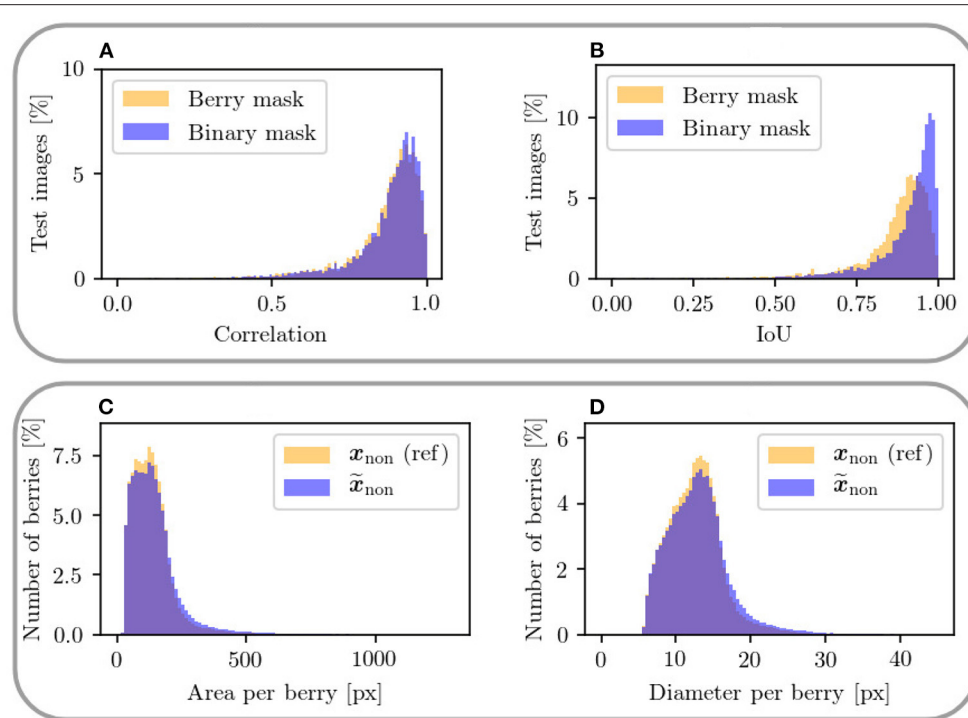 A
10
5
0
Test images [%]
Berry mask
Binary mask
0.0
0.5
1.0
Correlation
B
10
5
0
Test images [%]
Berry mask
Binary mask
0.00
0.25
0.50
0.75
1.00
IoU
C
7.5
5.0
2.5
0.0
Number of berries [%]
x_non (ref)
x̃_non
0
500
1000
Area per berry [px]
D
6
4
2
0
Number of berries [%]
x_non (ref)
x̃_non
0
10
20
30
40
Diameter per berry [px]